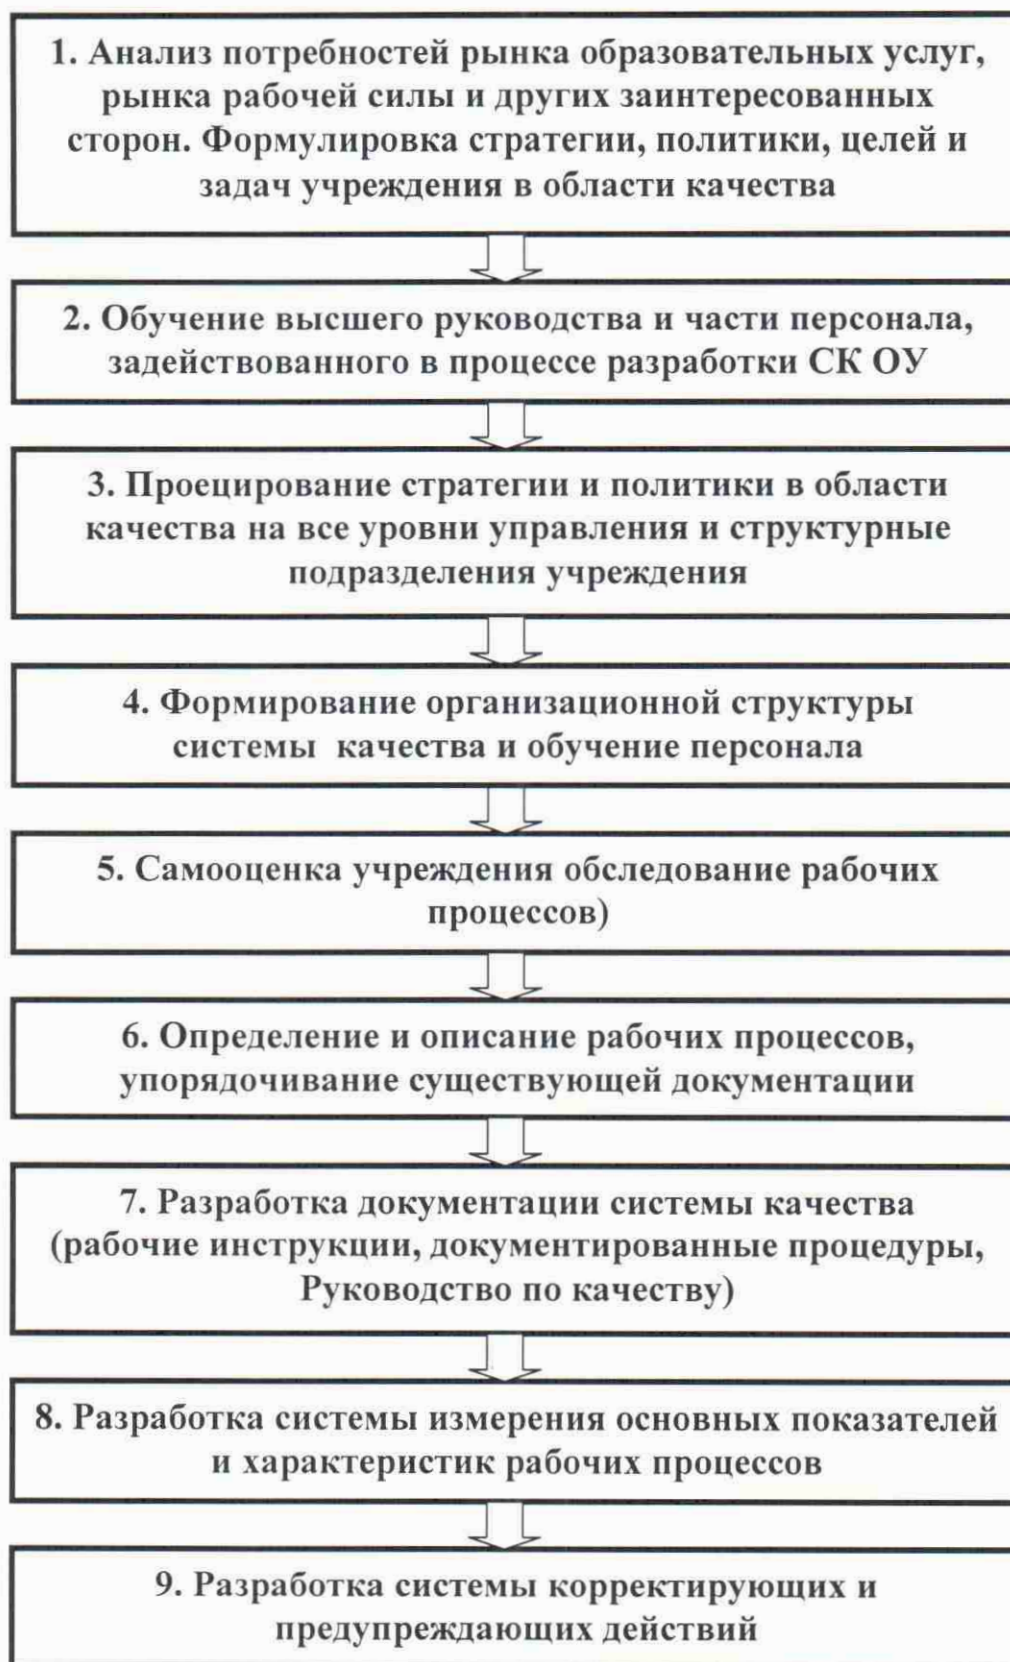 1. Анализ потребностей рынка образовательных услуг,
рынка рабочей силы и других заинтересованных
сторон. Формулировка стратегии, политики, целей и
задач учреждения в области качества
2. Обучение высшего руководства и части персонала,
задействованного в процессе разработки СК ОУ
3. Проецирование стратегии и политики в области
качества на все уровни управления и структурные
подразделения учреждения
4. Формирование организационной структуры
системы качества и обучение персонала
5. Самооценка учреждения обследование рабочих
процессов)
6. Определение и описание рабочих процессов,
упорядочивание существующей документации
7. Разработка документации системы качества
(рабочие инструкции, документированные процедуры,
Руководство по качеству)
8. Разработка системы измерения основных показателей
и характеристик рабочих процессов
9. Разработка системы корректирующих и
предупреждающих действий